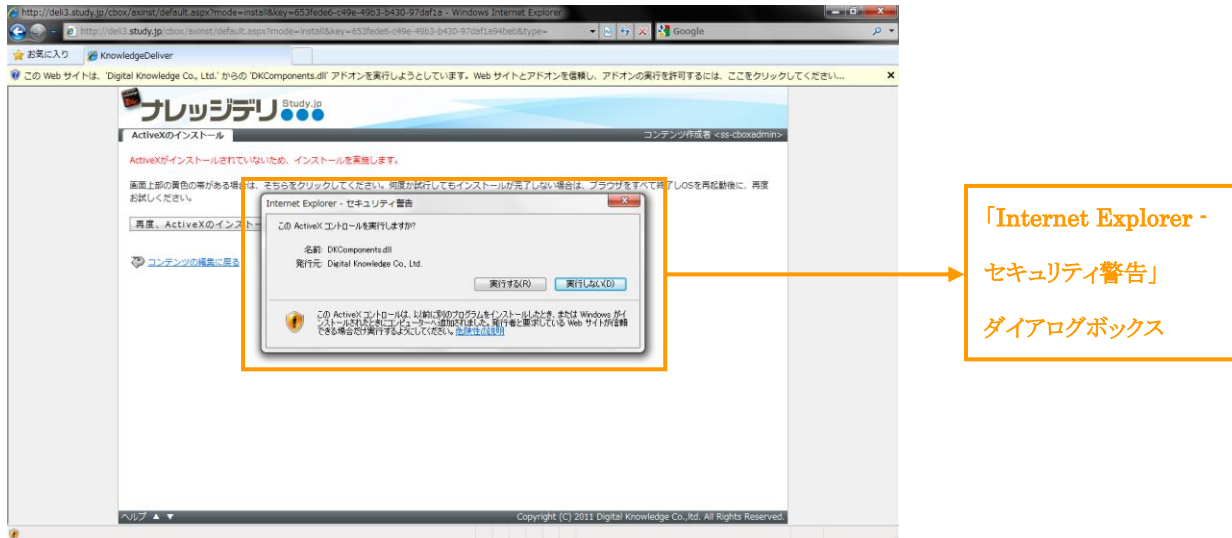 http://deli3.study.jp/cbox/axinst/default.aspx?mode=install&key=653fede6-c49e-49b3-b430-97daf1a - Windows Internet Explorer
http://deli3.study.jp/cbox/axinst/default.aspx?mode=install&key=653fede6-c49e-49b3-b430-97daf1a94beb&type=
Google
お気に入り
KnowledgeDeliver
この Web サイトは、'Digital Knowledge Co., Ltd.' からの 'DKComponents.dll' アドオンを実行しようとしています。Web サイトとアドオンを信頼し、アドオンの実行を許可するには、ここをクリックしてください...
ナレッジデリ Study.jp
ActiveXのインストール
コンテンツ作成者 <ss-cboxadmin>
ActiveXがインストールされていないため、インストールを実施します。
画面上部の黄色の帯がある場合は、そちらをクリックしてください。何度か試行してもインストールが完了しない場合は、ブラウザをすべて終了しOSを再起動後に、再度
お試しください。
再度、ActiveXのインストー
コンテンツの編集に戻る
Internet Explorer - セキュリティ警告
この ActiveX コントロールを実行しますか?
名前: DKComponents.dll
発行元: Digital Knowledge Co., Ltd.
実行する(R)
実行しない(D)
この ActiveX コントロールは、以前に別のプログラムをインストールしたとき、または Windows がイ
ンストールされたときにコンピューターへ追加されました。発行者と要求している Web サイトが信頼
できる場合だけ実行するようにしてください。危険性の説明
ヘルプ ▲ ▼
Copyright (C) 2011 Digital Knowledge Co.,ltd. All Rights Reserved.
「Internet Explorer -
セキュリティ警告」
ダイアログボックス